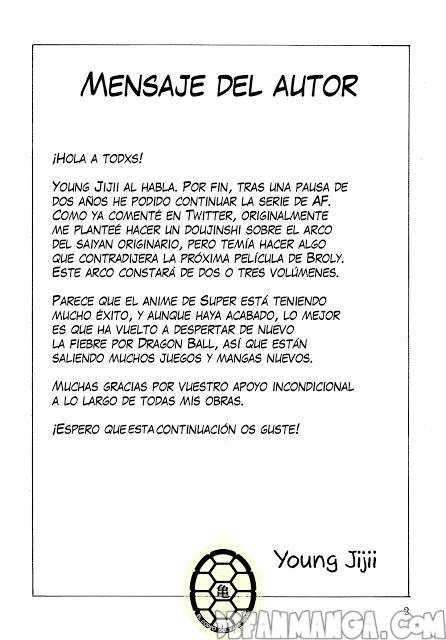 MENSAJE DEL AUTOR
¡HOLA A TODXS!
YOUNG JIJII AL HABLA. POR FIN, TRAS UNA PAUSA DE
DOS AÑOS HE PODIDO CONTINUAR LA SERIE DE AF.
COMO YA COMENTÉ EN TWITTER, ORIGINALMENTE
ME PLANTEÉ HACER UN DOUJINSHI SOBRE EL ARCO
DEL SAIYAN ORIGINARIO, PERO TEMÍA HACER ALGO
QUE CONTRADIJERA LA PRÓXIMA PELÍCULA DE BROLY.
ESTE ARCO CONSTARÁ DE DOS O TRES VOLÚMENES.
PARECE QUE EL ANIME DE SUPER ESTÁ TENIENDO
MUCHO ÉXITO, Y AUNQUE HAYA ACABADO, LO MEJOR
ES QUE HA VUELTO A DESPERTAR DE NUEVO
LA FIEBRE POR DRAGON BALL, ASÍ QUE ESTÁN
SALIENDO MUCHOS JUEGOS Y MANGAS NUEVOS.
MUCHAS GRACIAS POR VUESTRO APOYO INCONDICIONAL
A LO LARGO DE TODAS MIS OBRAS.
¡ESPERO QUE ESTA CONTINUACIÓN OS GUSTE!
Young Jijii
亀
2
DBFANMANGA.COM